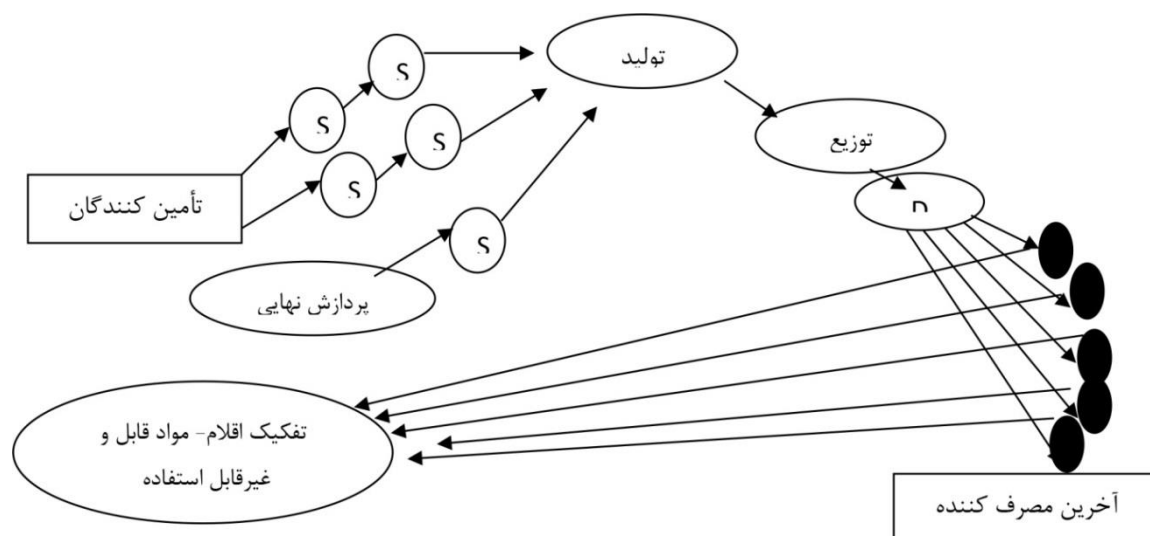 تولید
S
S
S
S
توزیع
تأمین کنندگان
S
پردازش نهایی
تفکیک اقلام- مواد قابل و
غیرقابل استفاده
آخرین مصرف کننده